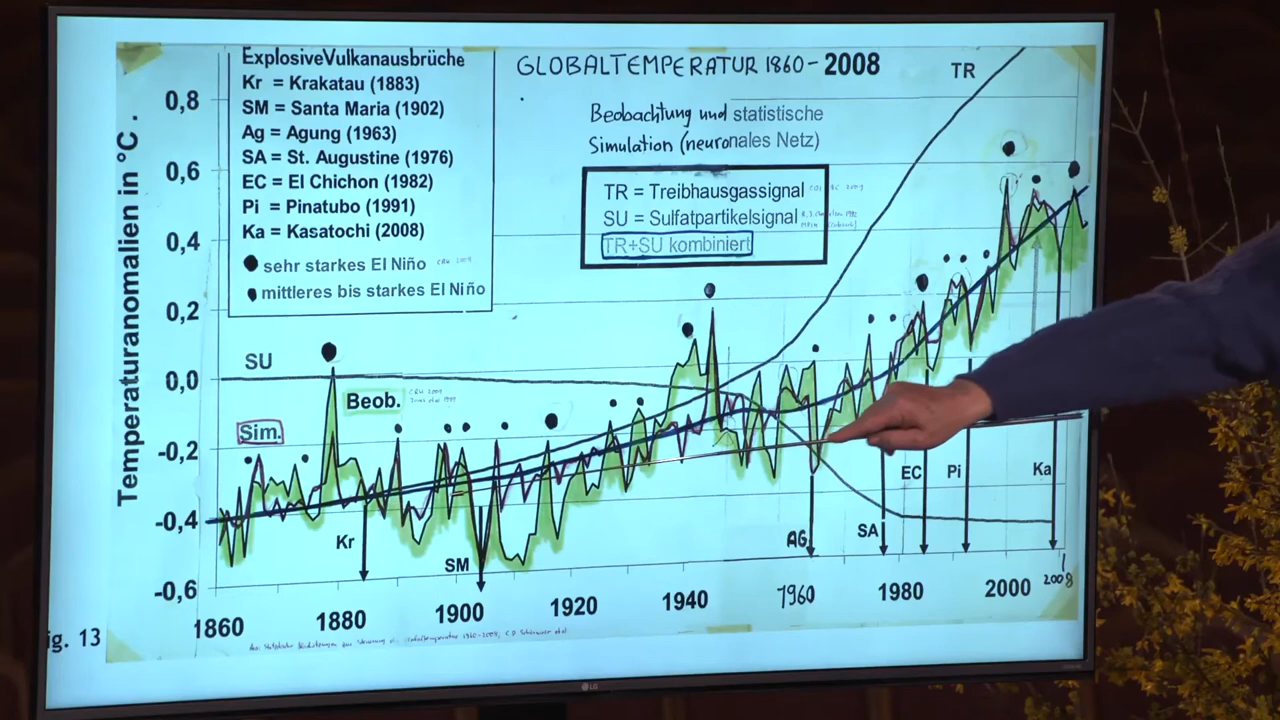 ExplosiveVulkanausbrüche
Kr = Krakatau (1883)
SM = Santa Maria (1902)
Ag = Agung (1963)
SA = St. Augustine (1976)
EC = El Chichon (1982)
Pi = Pinatubo (1991)
Ka = Kasatochi (2008)
sehr starkes El Niño
mittleres bis starkes El Niño
GLOBALTEMPERATUR 1860-2008
TR
Beobachtung und statistische
Simulation (neuronales Netz)
TR = Treibhausgassignal
SU = Sulfatpartikelsignal
TR+SU kombiniert
Temperaturanomalien in °C.
0,8
0,6
0,4
0,2
0,0
-0,2
-0,4
-0,6
SU
Beob.
Sim.
Kr
SM
AG
SA
EC
Pi
Ka
1860
1880
1900
1920
1940
1960
1980
2000
2008
ig. 13
LG